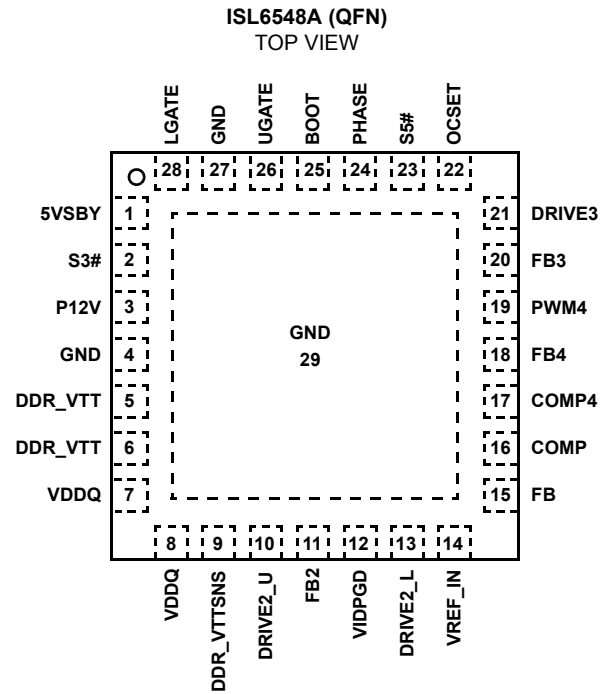 ISL6548A (QFN)
TOP VIEW
LGATE
GND
UGATE
BOOT
PHASE
S5#
OCSET
28 27 26 25 24 23 22
5VSBY 1
S3# 2
P12V 3
GND 4
DDR_VTT 5
DDR_VTT 6
VDDQ 7
GND
29
21 DRIVE3
20 FB3
19 PWM4
18 FB4
17 COMP4
16 COMP
15 FB
8 9 10 11 12 13 14
VDDQ
DDR_VTTSNS
DRIVE2_U
FB2
VIDPGD
DRIVE2_L
VREF_IN